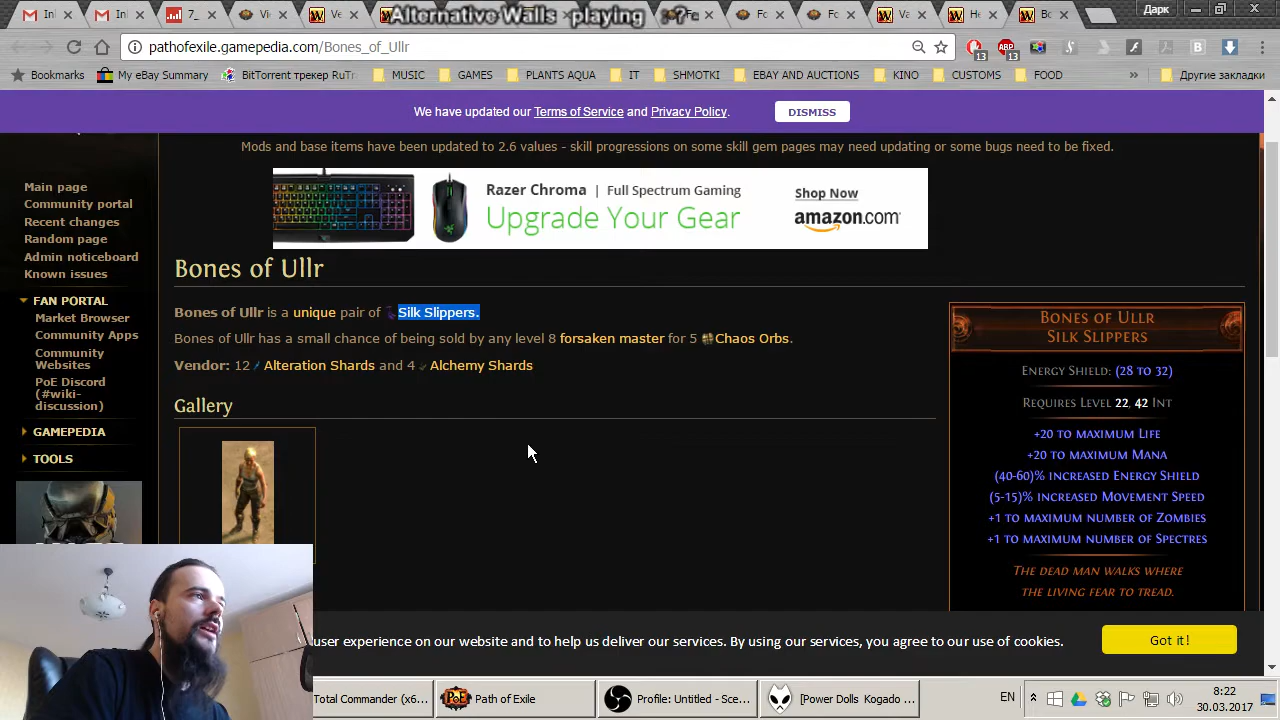 Inl
Inl
7_
Vi
Ve
Alternative Walls playing
?
Fe
Fc
Fc
Va
He
Bo
Дарк
pathofexile.gamepedia.com/Bones_of_Ullr
13
13
Bookmarks
My eBay Summary
BitTorrent трекер RuTr
MUSIC
GAMES
PLANTS AQUA
IT
SHMOTKI
EBAY AND AUCTIONS
KINO
CUSTOMS
FOOD
»
Другие закладки
We have updated our Terms of Service and Privacy Policy.
DISMISS
Mods and base items have been updated to 2.6 values - skill progressions on some skill gem pages may need updating or some bugs need to be fixed.
Razer Chroma | Full Spectrum Gaming
Upgrade Your Gear
Shop Now
amazon.com
Main page
Community portal
Recent changes
Random page
Admin noticeboard
Known issues
FAN PORTAL
Market Browser
Community Apps
Community
Websites
PoE Discord
(#wiki-
discussion)
GAMEPEDIA
TOOLS
Bones of Ullr
Bones of Ullr is a unique pair of Silk Slippers.
Bones of Ullr has a small chance of being sold by any level 8 forsaken master for 5 Chaos Orbs.
Vendor: 12 Alteration Shards and 4 Alchemy Shards
Gallery
Bones of Ullr
Silk Slippers
Energy Shield: (28 to 32)
Requires Level 22, 42 Int
+20 to maximum Life
+20 to maximum Mana
(40-60)% increased Energy Shield
(5-15)% increased Movement Speed
+1 to maximum number of Zombies
+1 to maximum number of Spectres
The dead man walks where
the living fear to tread.
user experience on our website and to help us deliver our services. By using our services, you agree to our use of cookies.
Got it!
Total Commander (x6...
PoE
Path of Exile
Profile: Untitled - Sce...
[Power Dolls Kogado ...
EN
8:22
30.03.2017